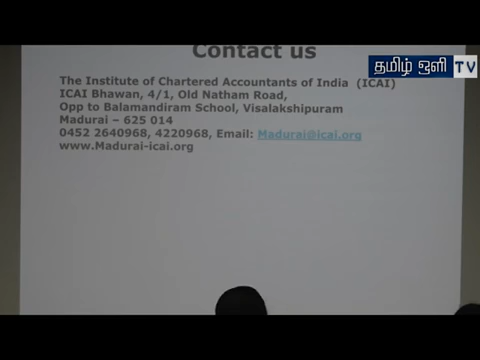 Contact us
தமிழ் ஒளி TV
The Institute of Chartered Accountants of India (ICAI)
ICAI Bhawan, 4/1, Old Natham Road,
Opp to Balamandiram School, Visalakshipuram
Madurai – 625 014
0452 2640968, 4220968, Email: Madurai@icai.org
www.Madurai-icai.org